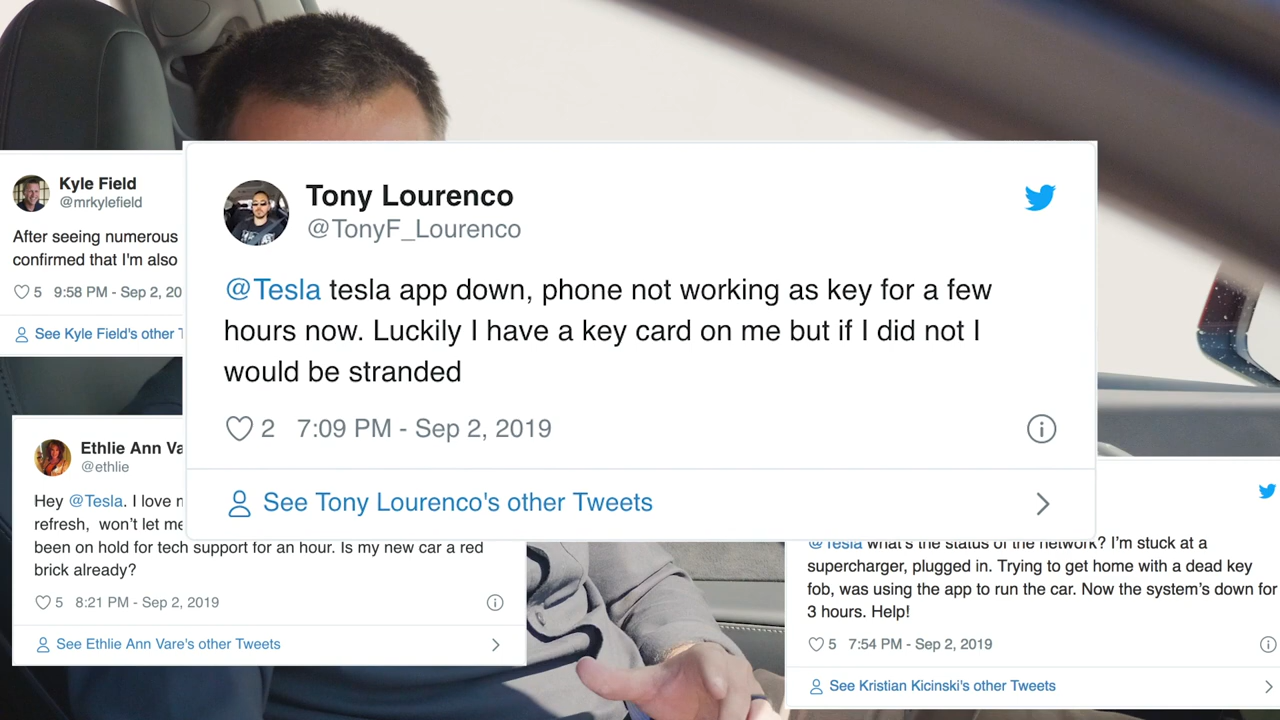 Kyle Field
@mrkylefield
After seeing numerous
confirmed that I'm also
5 9:58 PM - Sep 2, 20
See Kyle Field's other T
Tony Lourenco
@TonyF_Lourenco
@Tesla tesla app down, phone not working as key for a few
hours now. Luckily I have a key card on me but if I did not I
would be stranded
2 7:09 PM - Sep 2, 2019
See Tony Lourenco's other Tweets
Ethlie Ann Va
@ethlie
Hey @Tesla. I love
refresh, won't let me
been on hold for tech support for an hour. Is my new car a red
brick already?
5 8:21 PM - Sep 2, 2019
See Ethlie Ann Vare's other Tweets
@Tesla what's the status of the network? I'm stuck at a
supercharger, plugged in. Trying to get home with a dead key
fob, was using the app to run the car. Now the system's down for
3 hours. Help!
5 7:54 PM - Sep 2, 2019
See Kristian Kicinski's other Tweets